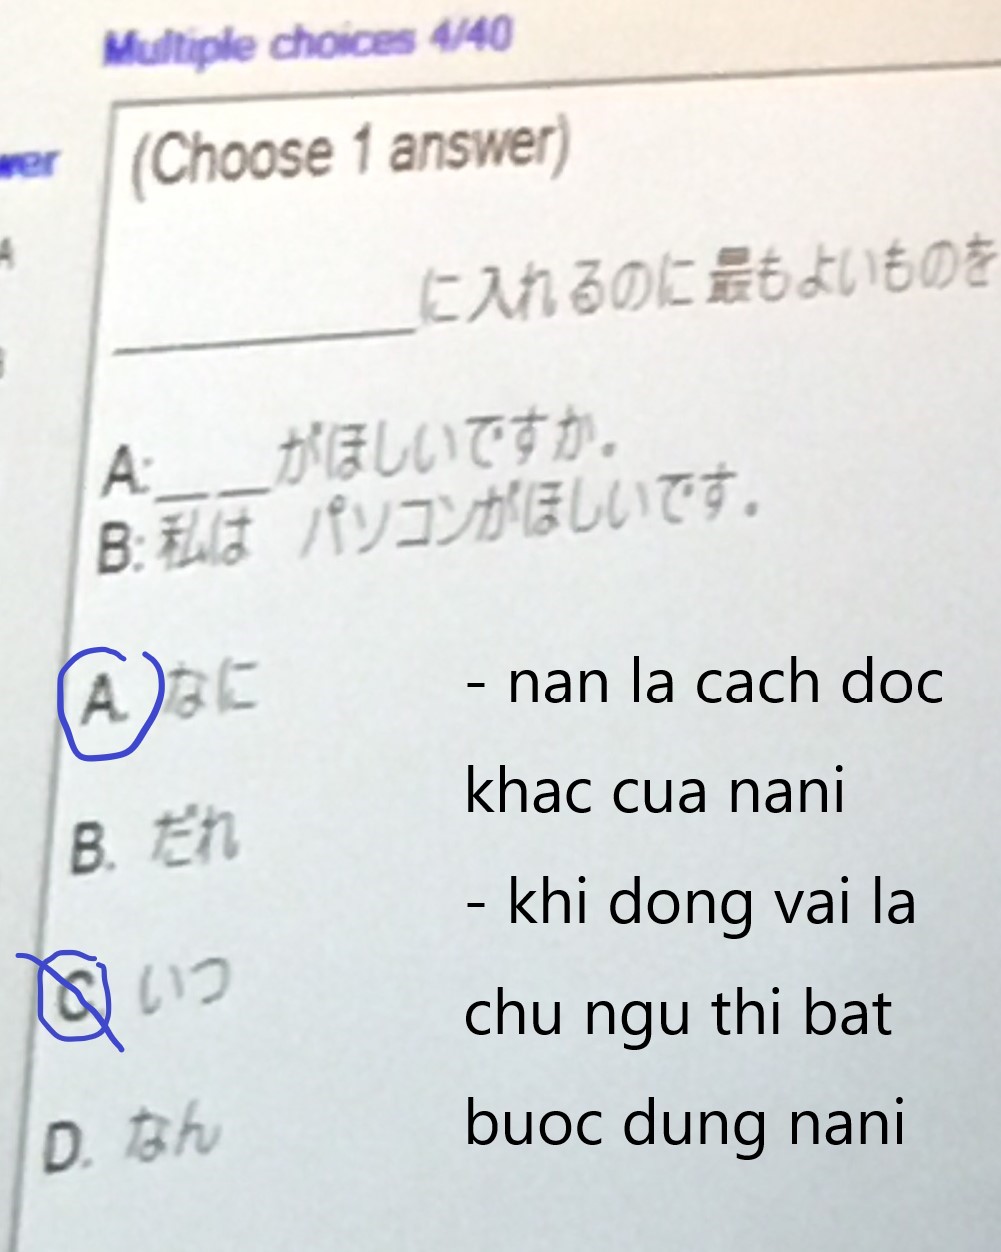 Multiple choices 4/40
wer
(Choose 1 answer)
A
__________に入れるのに最もよいものを
A:____がほしいですか。
B:私は パソコンがほしいです。
A. なに
- nan la cach doc
khac cua nani
B. だれ
- khi dong vai la
C. いつ
chu ngu thi bat
buoc dung nani
D. なん